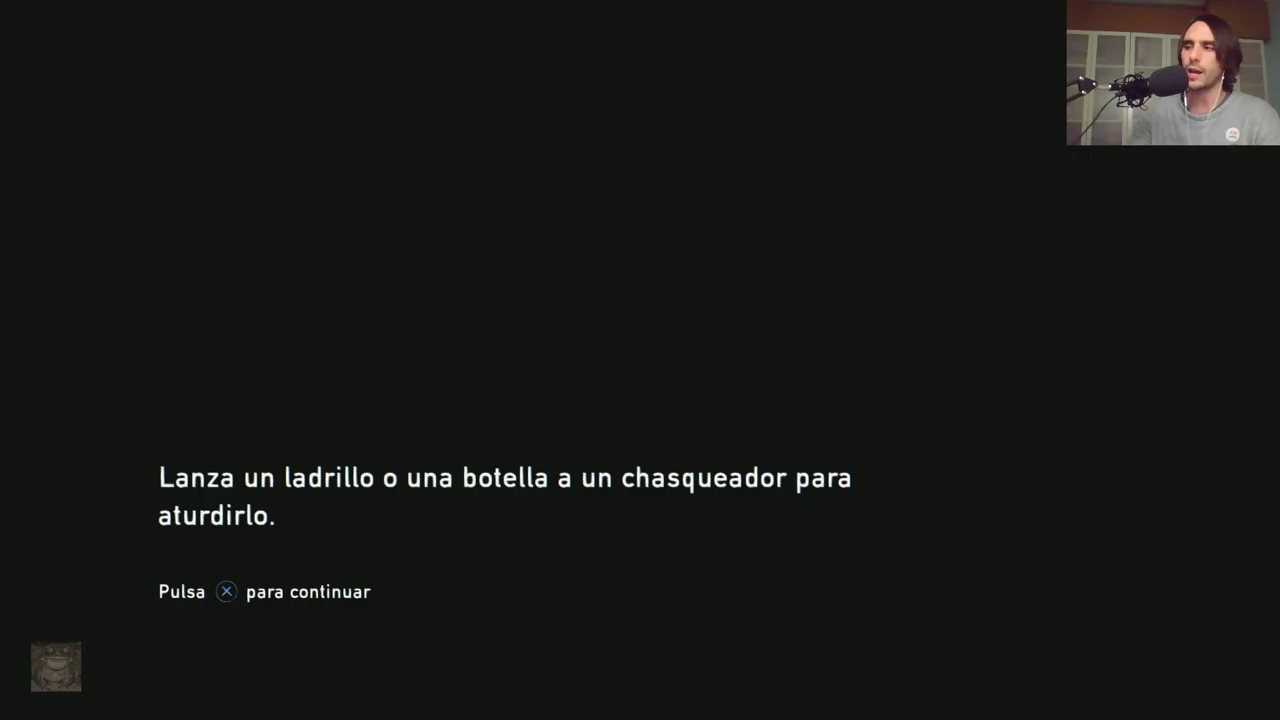 Lanza un ladrillo o una botella a un chasqueador para
aturdirlo.
Pulsa para continuar